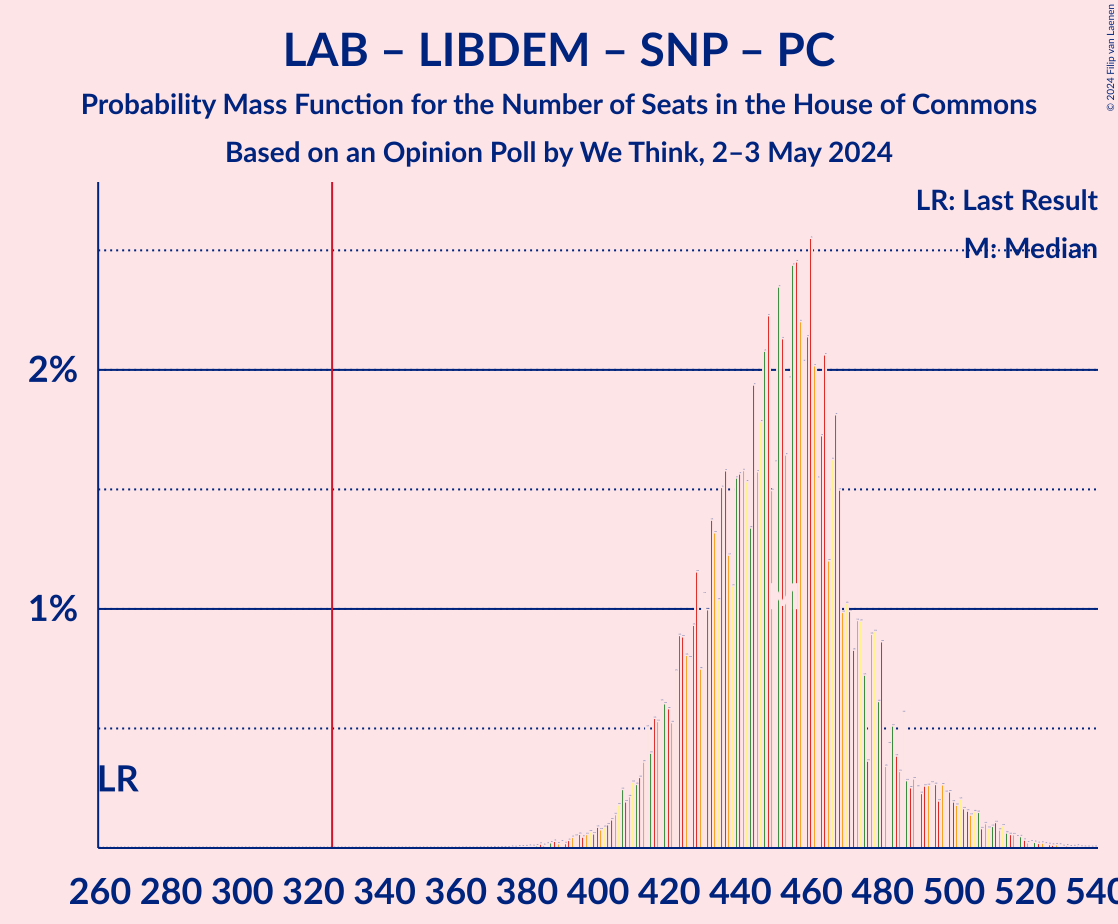 LAB – LIBDEM – SNP – PC
Probability Mass Function for the Number of Seats in the House of Commons
Based on an Opinion Poll by We Think, 2–3 May 2024
© 2024 Filip van Laenen
LR: Last Result
M: Median
2%
1%
LR
M
260 280 300 320 340 360 380 400 420 440 460 480 500 520 540